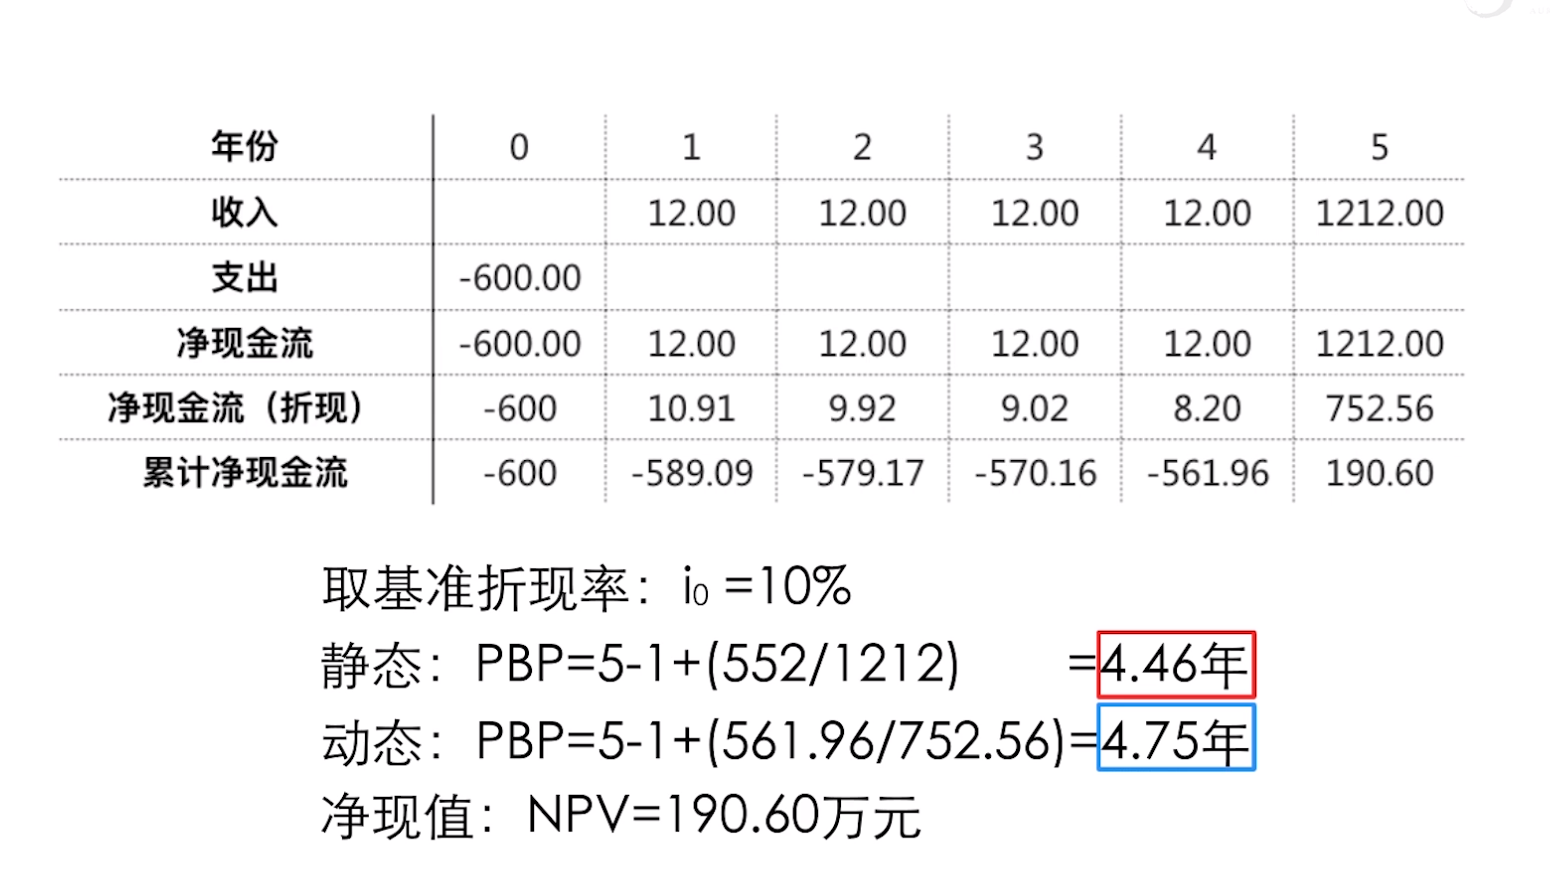 年份 0 1 2 3 4 5
收入 12.00 12.00 12.00 12.00 1212.00
支出 -600.00
净现金流 -600.00 12.00 12.00 12.00 12.00 1212.00
净现金流（折现） -600 10.91 9.92 9.02 8.20 752.56
累计净现金流 -600 -589.09 -579.17 -570.16 -561.96 190.60
取基准折现率：i₀ =10%
静态：PBP=5-1+(552/1212) =4.46年
动态：PBP=5-1+(561.96/752.56)=4.75年
净现值：NPV=190.60万元